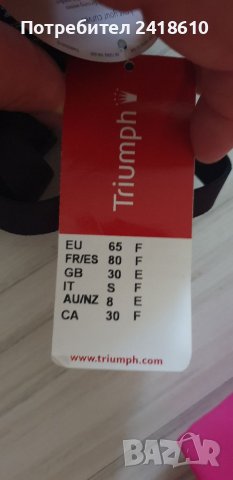 Потребител 2418610
Triumph
EU 65 F
FR/ES 80 F
GB 30 E
IT S F
AU/NZ 8 E
CA 30 F
www.triumph.com
BAZAR